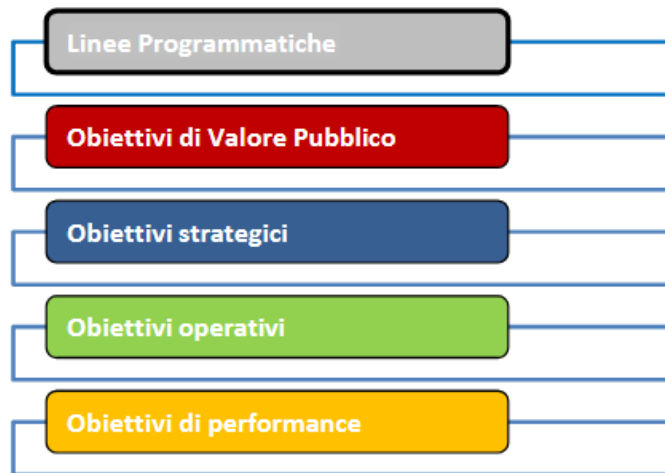 Linee Programmatiche
Obiettivi di Valore Pubblico
Obiettivi strategici
Obiettivi operativi
Obiettivi di performance